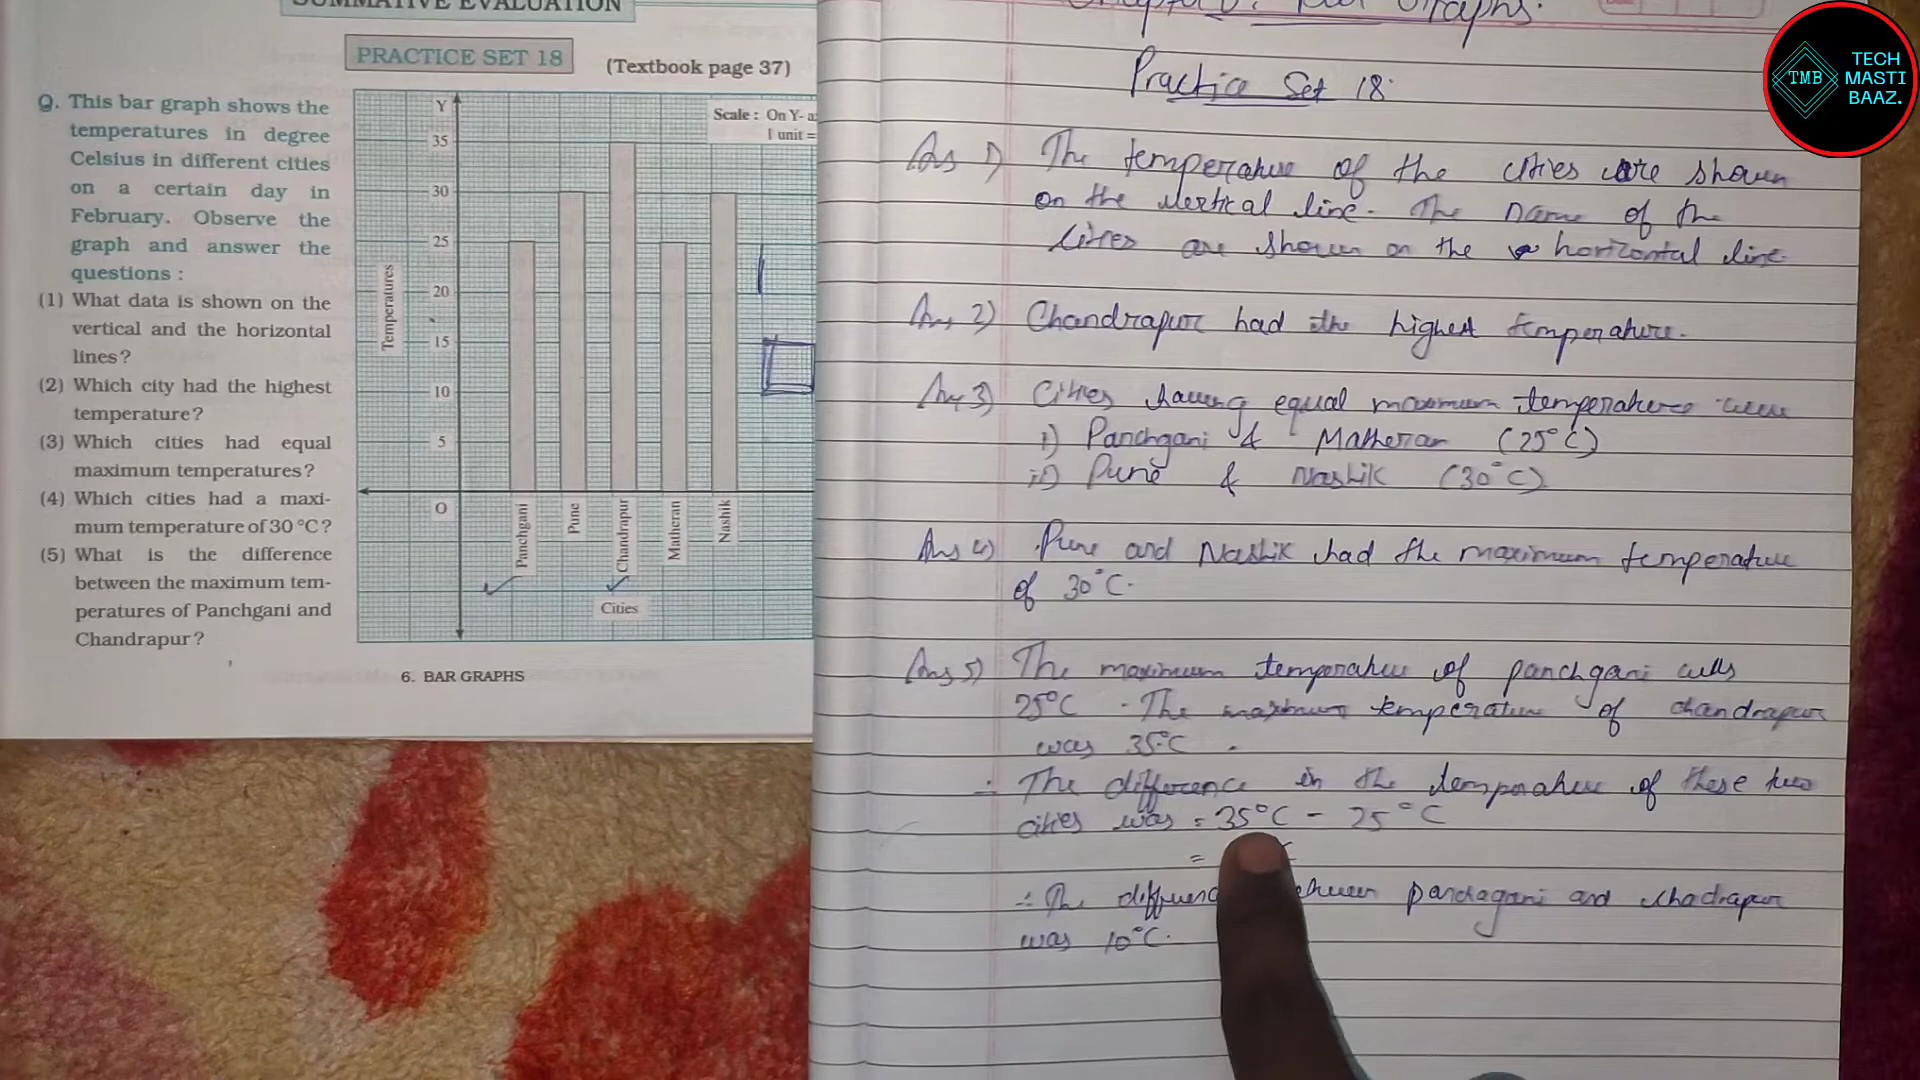 SUMMATIVE EVALUATION
PRACTICE SET 18
(Textbook page 37)
Q. This bar graph shows the
temperatures in degree
Celsius in different cities
on a certain day in
February. Observe the
graph and answer the
questions :
(1) What data is shown on the
vertical and the horizontal
lines?
(2) Which city had the highest
temperature?
(3) Which cities had equal
maximum temperatures?
(4) Which cities had a maxi-
mum temperature of 30 °C?
(5) What is the difference
between the maximum tem-
peratures of Panchgani and
Chandrapur?
Y
Scale : On Y- a
1 unit =
35
30
25
20
15
10
5
O
Temperatures
Panchgani
Pune
Chandrapur
Matheran
Nashik
Cities
6. BAR GRAPHS
Graphs.
Practice Set 18.
Ans 1) The temperature of the cities are shown
on the vertical line. The name of the
cities are shown on the horizontal line.
Ans 2) Chandrapur had the highest temperature.
Ans 3) Cities having equal maximum temperatures were
i) Panchgani & Matheran (25°C)
ii) Pune & Nashik (30°C)
Ans 4) Pune and Nashik had the maximum temperature
of 30°C.
Ans 5) The maximum temperature of panchgani was
25°C . The maximum temperature of chandrapur
was 35°C .
∴ The difference in the temperature of these two
cities was = 35°C - 25°C
=
∴ The and
was 10°C.
TMB
TECH
MASTI
BAAZ.